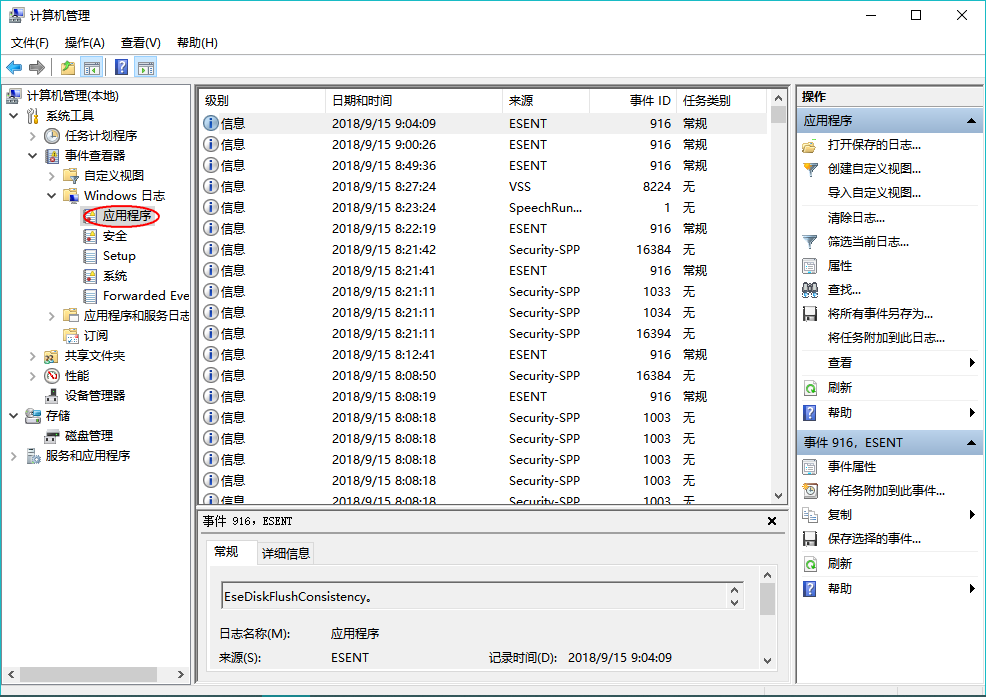 计算机管理
文件(F) 操作(A) 查看(V) 帮助(H)
计算机管理(本地)
系统工具
任务计划程序
事件查看器
自定义视图
Windows 日志
应用程序
安全
Setup
系统
Forwarded Eve
应用程序和服务日志
订阅
共享文件夹
性能
设备管理器
存储
磁盘管理
服务和应用程序
级别 日期和时间 来源 事件 ID 任务类别
信息 2018/9/15 9:04:09 ESENT 916 常规
信息 2018/9/15 9:00:26 ESENT 916 常规
信息 2018/9/15 8:49:36 ESENT 916 常规
信息 2018/9/15 8:27:24 VSS 8224 无
信息 2018/9/15 8:23:24 SpeechRun... 1 无
信息 2018/9/15 8:22:19 ESENT 916 常规
信息 2018/9/15 8:21:42 Security-SPP 16384 无
信息 2018/9/15 8:21:41 ESENT 916 常规
信息 2018/9/15 8:21:11 Security-SPP 1033 无
信息 2018/9/15 8:21:11 Security-SPP 1034 无
信息 2018/9/15 8:21:11 Security-SPP 16394 无
信息 2018/9/15 8:12:41 ESENT 916 常规
信息 2018/9/15 8:08:50 Security-SPP 16384 无
信息 2018/9/15 8:08:19 ESENT 916 常规
信息 2018/9/15 8:08:18 Security-SPP 1003 无
信息 2018/9/15 8:08:18 Security-SPP 1003 无
信息 2018/9/15 8:08:18 Security-SPP 1003 无
信息 2018/9/15 8:08:18 Security-SPP 1003 无
信息 2018/9/15 8:08:18 Security-SPP 1003 无
事件 916，ESENT
常规 详细信息
EseDiskFlushConsistency。
日志名称(M): 应用程序
来源(S): ESENT 记录时间(D): 2018/9/15 9:04:09
操作
应用程序
打开保存的日志...
创建自定义视图...
导入自定义视图...
清除日志...
筛选当前日志...
属性
查找...
将所有事件另存为...
将任务附加到此日志...
查看
刷新
帮助
事件 916，ESENT
事件属性
将任务附加到此事件...
复制
保存选择的事件...
刷新
帮助